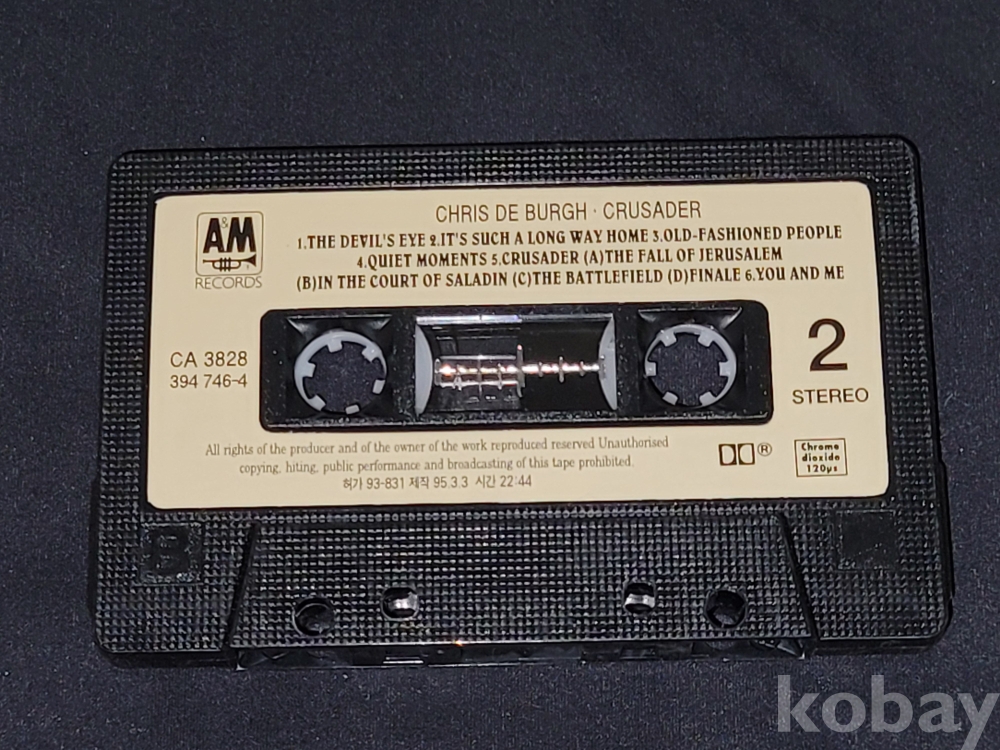 CHRIS DE BURGH · CRUSADER
1.THE DEVIL'S EYE 2.IT'S SUCH A LONG WAY HOME 3.OLD-FASHIONED PEOPLE
4.QUIET MOMENTS 5.CRUSADER (A)THE FALL OF JERUSALEM
(B)IN THE COURT OF SALADIN (C)THE BATTLEFIELD (D)FINALE 6.YOU AND ME
A&M
RECORDS
CA 3828
394 746-4
2
STEREO
All rights of the producer and of the owner of the work reproduced reserved Unauthorised
copying, hiting, public performance and broadcasting of this tape prohibited.
허가 93-831 제작 95.3.3 시간 22:44
Chrome
dioxide
120µs
B
kobay